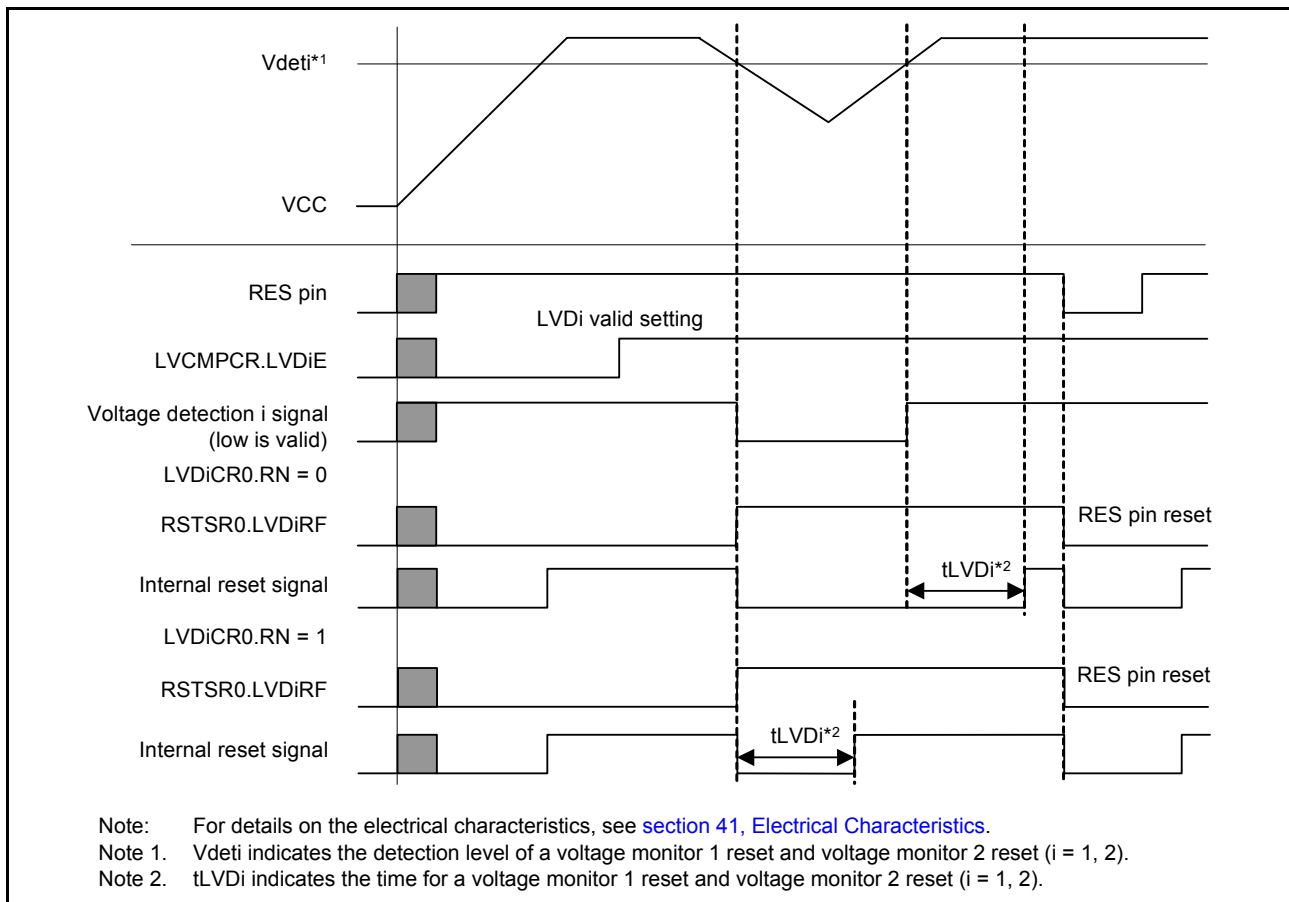 Vdeti*1
VCC
RES pin
LVDi valid setting
LVCMPCR.LVDiE
Voltage detection i signal
(low is valid)
LVDiCR0.RN = 0
RSTSR0.LVDiRF
RES pin reset
Internal reset signal
tLVDi*2
LVDiCR0.RN = 1
RSTSR0.LVDiRF
RES pin reset
Internal reset signal
tLVDi*2
Note: For details on the electrical characteristics, see section 41, Electrical Characteristics.
Note 1. Vdeti indicates the detection level of a voltage monitor 1 reset and voltage monitor 2 reset (i = 1, 2).
Note 2. tLVDi indicates the time for a voltage monitor 1 reset and voltage monitor 2 reset (i = 1, 2).